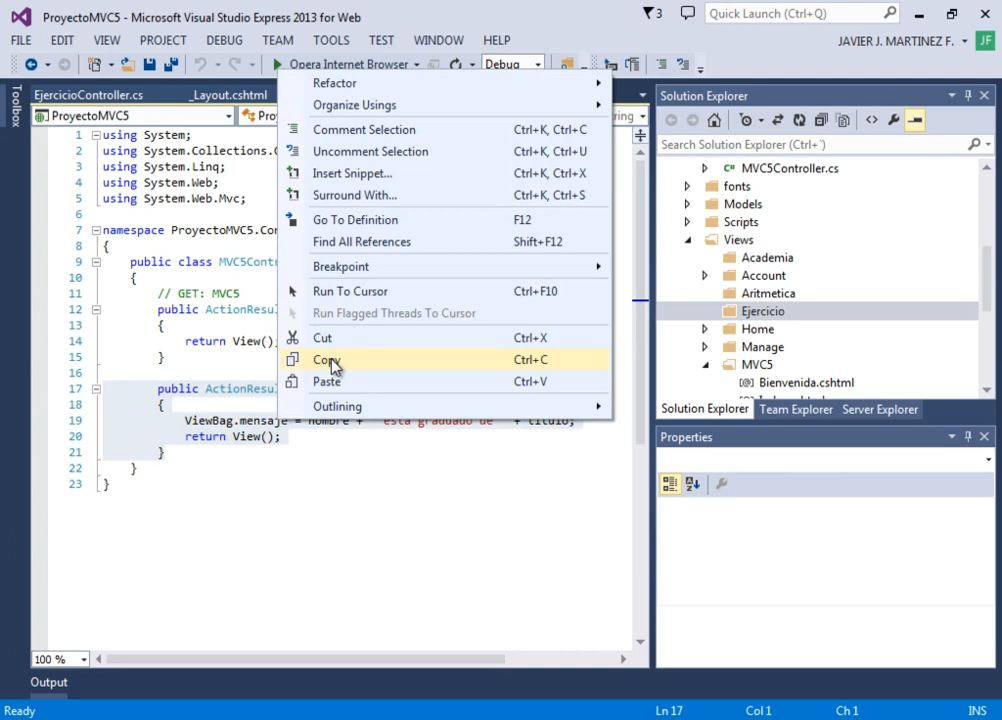 ProyectoMVC5 - Microsoft Visual Studio Express 2013 for Web
3
Quick Launch (Ctrl+Q)
FILE EDIT VIEW PROJECT DEBUG TEAM TOOLS TEST WINDOW HELP
JAVIER J. MARTINEZ F. JF
Opera Internet Browser Debug
Toolbox
EjercicioController.cs _Layout.cshtml
ProyectoMVC5
1 using System;
2 using System.Collections.
3 using System.Linq;
4 using System.Web;
5 using System.Web.Mvc;
6
7 namespace ProyectoMVC5.Con
8 {
9 public class MVC5Cont
10 {
11 // GET: MVC5
12 public ActionResu
13 {
14 return View();
15 }
16
17 public ActionResu
18 {
19 ViewBag.mensaje = nombre + " esta graduado de " + titulo;
20 return View();
21 }
22 }
23 }
Refactor
Organize Usings
Comment Selection Ctrl+K, Ctrl+C
Uncomment Selection Ctrl+K, Ctrl+U
Insert Snippet... Ctrl+K, Ctrl+X
Surround With... Ctrl+K, Ctrl+S
Go To Definition F12
Find All References Shift+F12
Breakpoint
Run To Cursor Ctrl+F10
Run Flagged Threads To Cursor
Cut Ctrl+X
Copy Ctrl+C
Paste Ctrl+V
Outlining
100 %
Output
Solution Explorer
Search Solution Explorer (Ctrl+`)
C# MVC5Controller.cs
fonts
Models
Scripts
Views
Academia
Account
Aritmetica
Ejercicio
Home
Manage
MVC5
Bienvenida.cshtml
Solution Explorer Team Explorer Server Explorer
Properties
Ready Ln 17 Col 1 Ch 1 INS